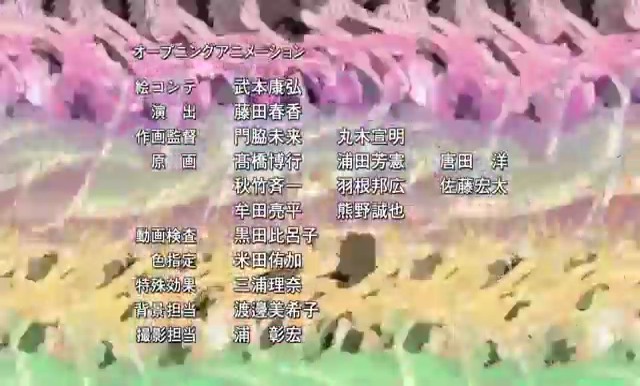 オープニングアニメーション
絵コンテ 武本康弘
演　出 藤田春香
作画監督 門脇未来 丸木宣明
原　画 髙橋博行 浦田芳憲 唐田　洋
秋竹斉一 羽根邦広 佐藤宏太
牟田亮平 熊野誠也
動画検査 黒田比呂子
色指定 米田侑加
特殊効果 三浦理奈
背景担当 渡邊美希子
撮影担当 浦　彰宏